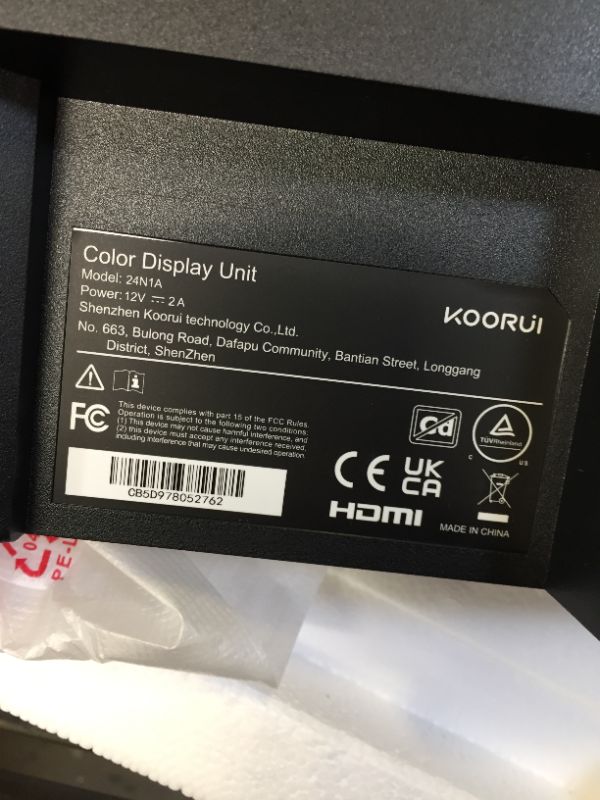 Color Display Unit
Model: 24N1A
Power: 12V ⎓ 2A
Shenzhen Koorui technology Co.,Ltd.
No. 663, Bulong Road, Dafapu Community, Bantian Street, Longgang
District, ShenZhen
KOORUI
This device complies with part 15 of the FCC Rules.
Operation is subject to the following two conditions:
(1) This device may not cause harmful interference, and
(2) this device must accept any interference received,
including interference that may cause undesired operation.
FC
Cd
TÜVRheinland
C US
CE
UK
CA
HDMI
MADE IN CHINA
CB5D978052762
04
PE-L